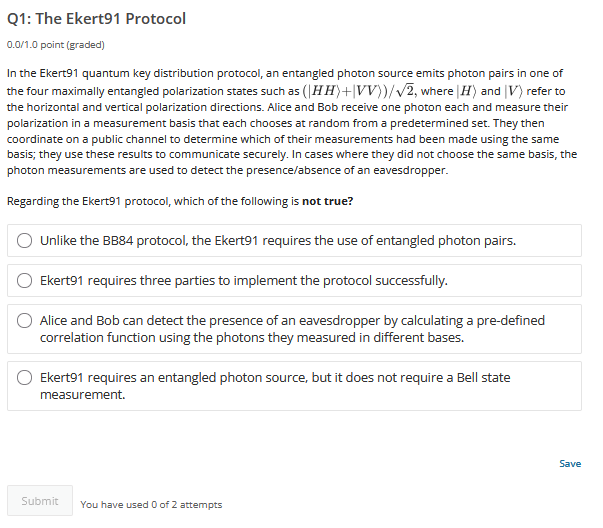 Q1: The Ekert91 Protocol
0.0/1.0 point (graded)
In the Ekert91 quantum key distribution protocol, an entangled photon source emits photon pairs in one of
the four maximally entangled polarization states such as (|HH⟩+|VV⟩)/√2, where |H⟩ and |V⟩ refer to
the horizontal and vertical polarization directions. Alice and Bob receive one photon each and measure their
polarization in a measurement basis that each chooses at random from a predetermined set. They then
coordinate on a public channel to determine which of their measurements had been made using the same
basis; they use these results to communicate securely. In cases where they did not choose the same basis, the
photon measurements are used to detect the presence/absence of an eavesdropper.
Regarding the Ekert91 protocol, which of the following is not true?
Unlike the BB84 protocol, the Ekert91 requires the use of entangled photon pairs.
Ekert91 requires three parties to implement the protocol successfully.
Alice and Bob can detect the presence of an eavesdropper by calculating a pre-defined
correlation function using the photons they measured in different bases.
Ekert91 requires an entangled photon source, but it does not require a Bell state
measurement.
Save
Submit You have used 0 of 2 attempts